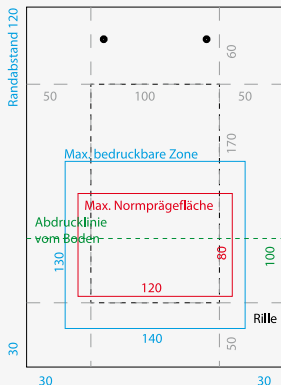 Randabstand 120
60
50
100
50
170
Max. bedruckbare Zone
Max. Normprägefläche
Abdrucklinie
vom Boden
130
80
100
120
Rille
140
50
30
30
30